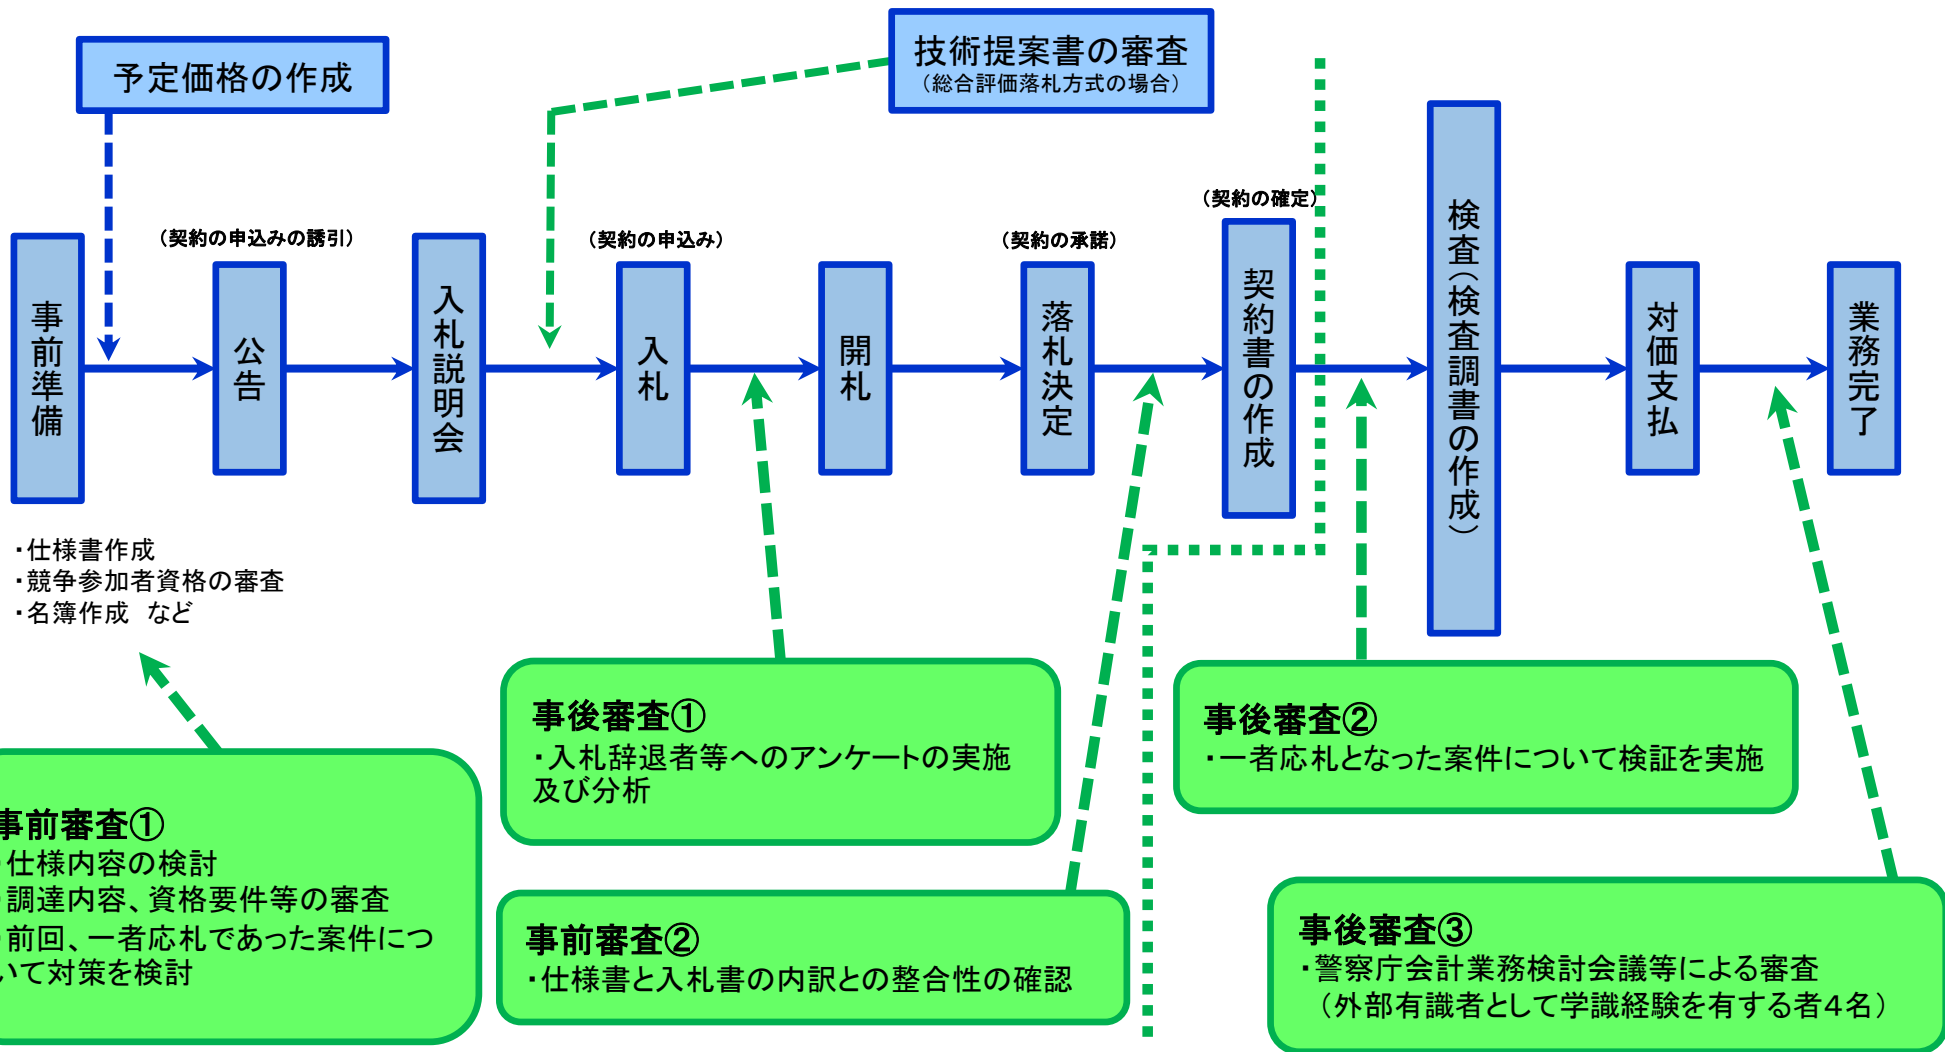 予定価格の作成
技術提案書の審査
（総合評価落札方式の場合）
（契約の申込みの誘引）
（契約の申込み）
（契約の承諾）
（契約の確定）
事前準備
公告
入札説明会
入札
開札
落札決定
契約書の作成
検査（検査調書の作成）
対価支払
業務完了
・仕様書作成
・競争参加者資格の審査
・名簿作成　など
事前審査①
仕様内容の検討
調達内容、資格要件等の審査
前回、一者応札であった案件につ
いて対策を検討
事後審査①
・入札辞退者等へのアンケートの実施
及び分析
事前審査②
・仕様書と入札書の内訳との整合性の確認
事後審査②
・一者応札となった案件について検証を実施
事後審査③
・警察庁会計業務検討会議等による審査
（外部有識者として学識経験を有する者４名）